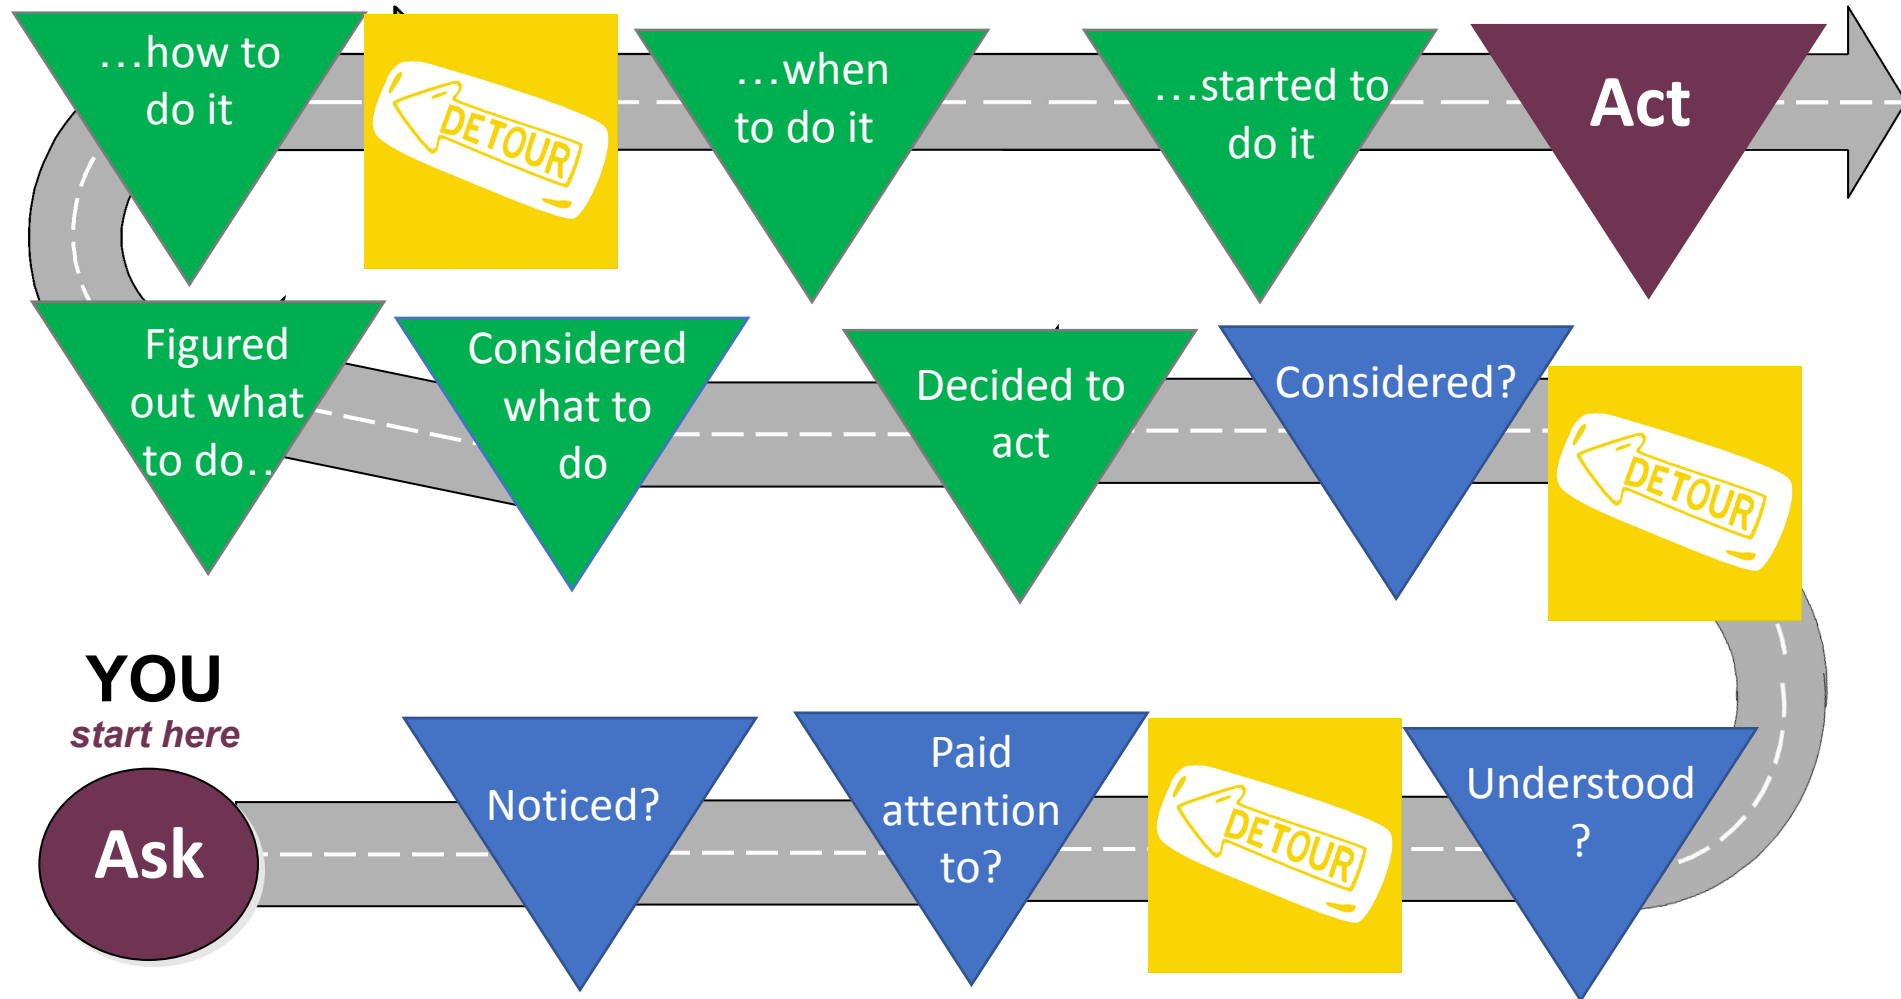 …how to
do it
DETOUR
…when
to do it
…started to
do it
Act
Figured
out what
to do…
Considered
what to
do
Decided to
act
Considered?
DETOUR
YOU
start here
Ask
Noticed?
Paid
attention
to?
DETOUR
Understood
?